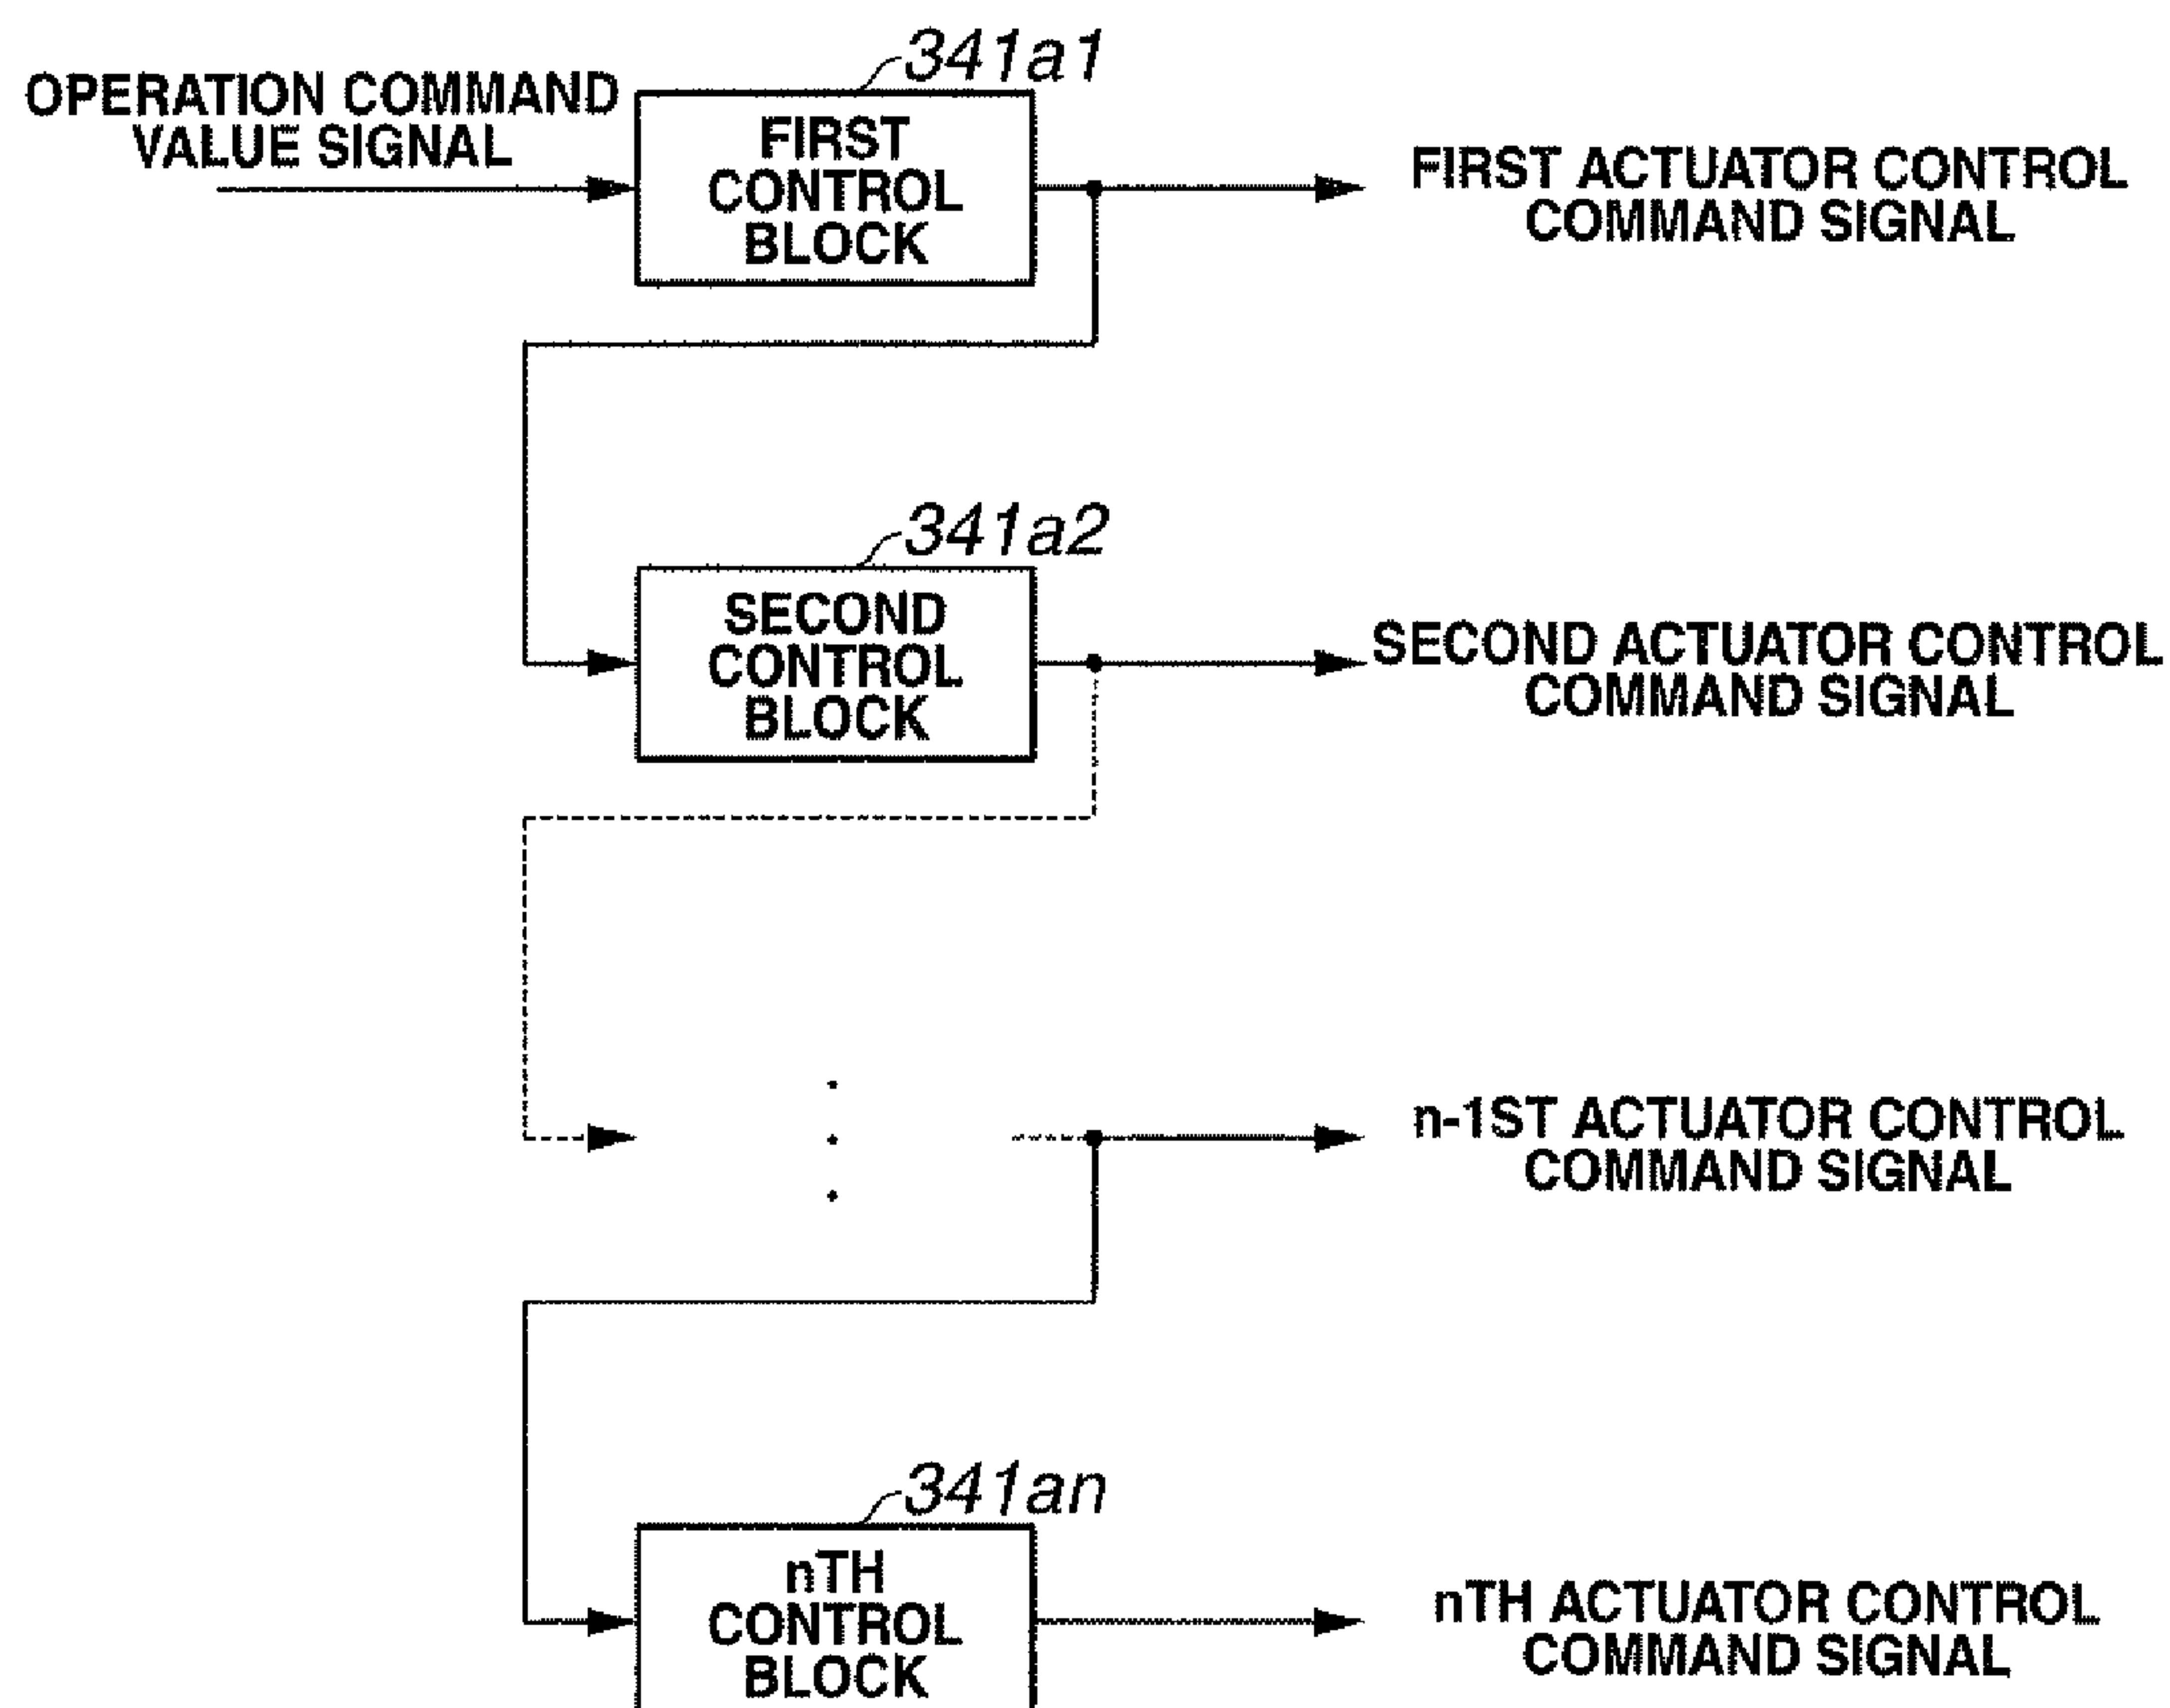 341a1
OPERATION COMMAND
VALUE SIGNAL
FIRST
CONTROL
BLOCK
FIRST ACTUATOR CONTROL
COMMAND SIGNAL
341a2
SECOND
CONTROL
BLOCK
SECOND ACTUATOR CONTROL
COMMAND SIGNAL
n-1ST ACTUATOR CONTROL
COMMAND SIGNAL
341an
nTH
CONTROL
BLOCK
nTH ACTUATOR CONTROL
COMMAND SIGNAL